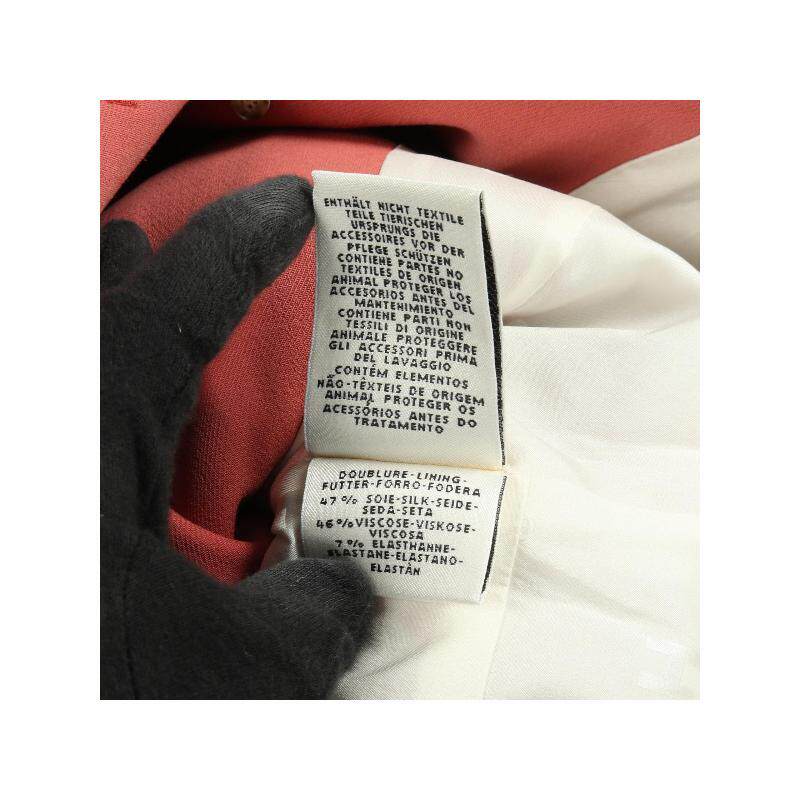 ENTHÄLT NICHT TEXTILE
TEILE TIERISCHEN
URSPRUNGS DIE
ACCESSOIRES VOR DER
PFLEGE SCHÜTZEN
CONTIENE PARTES NO
TEXTILES DE ORIGEN
ANIMAL PROTEGER LOS
ACCESORIOS ANTES DEL
MANTENIMIENTO
CONTIENE PARTI NON
TESSILI DI ORIGINE
ANIMALE PROTEGGERE
GLI ACCESSORI PRIMA
DEL LAVAGGIO
CONTÉM ELEMENTOS
NÃO-TÊXTEIS DE ORIGEM
ANIMAL PROTEGER OS
ACESSÓRIOS ANTES DO
TRATAMENTO
DOUBLURE-LINING-
FUTTER-FORRO-FODERA
47% SOIE-SILK-SEIDE-
SEDA-SETA
46%VISCOSE-VISKOSE-
VISCOSA
7% ELASTHANNE-
ELASTANE-ELASTANO-
ELASTÀN